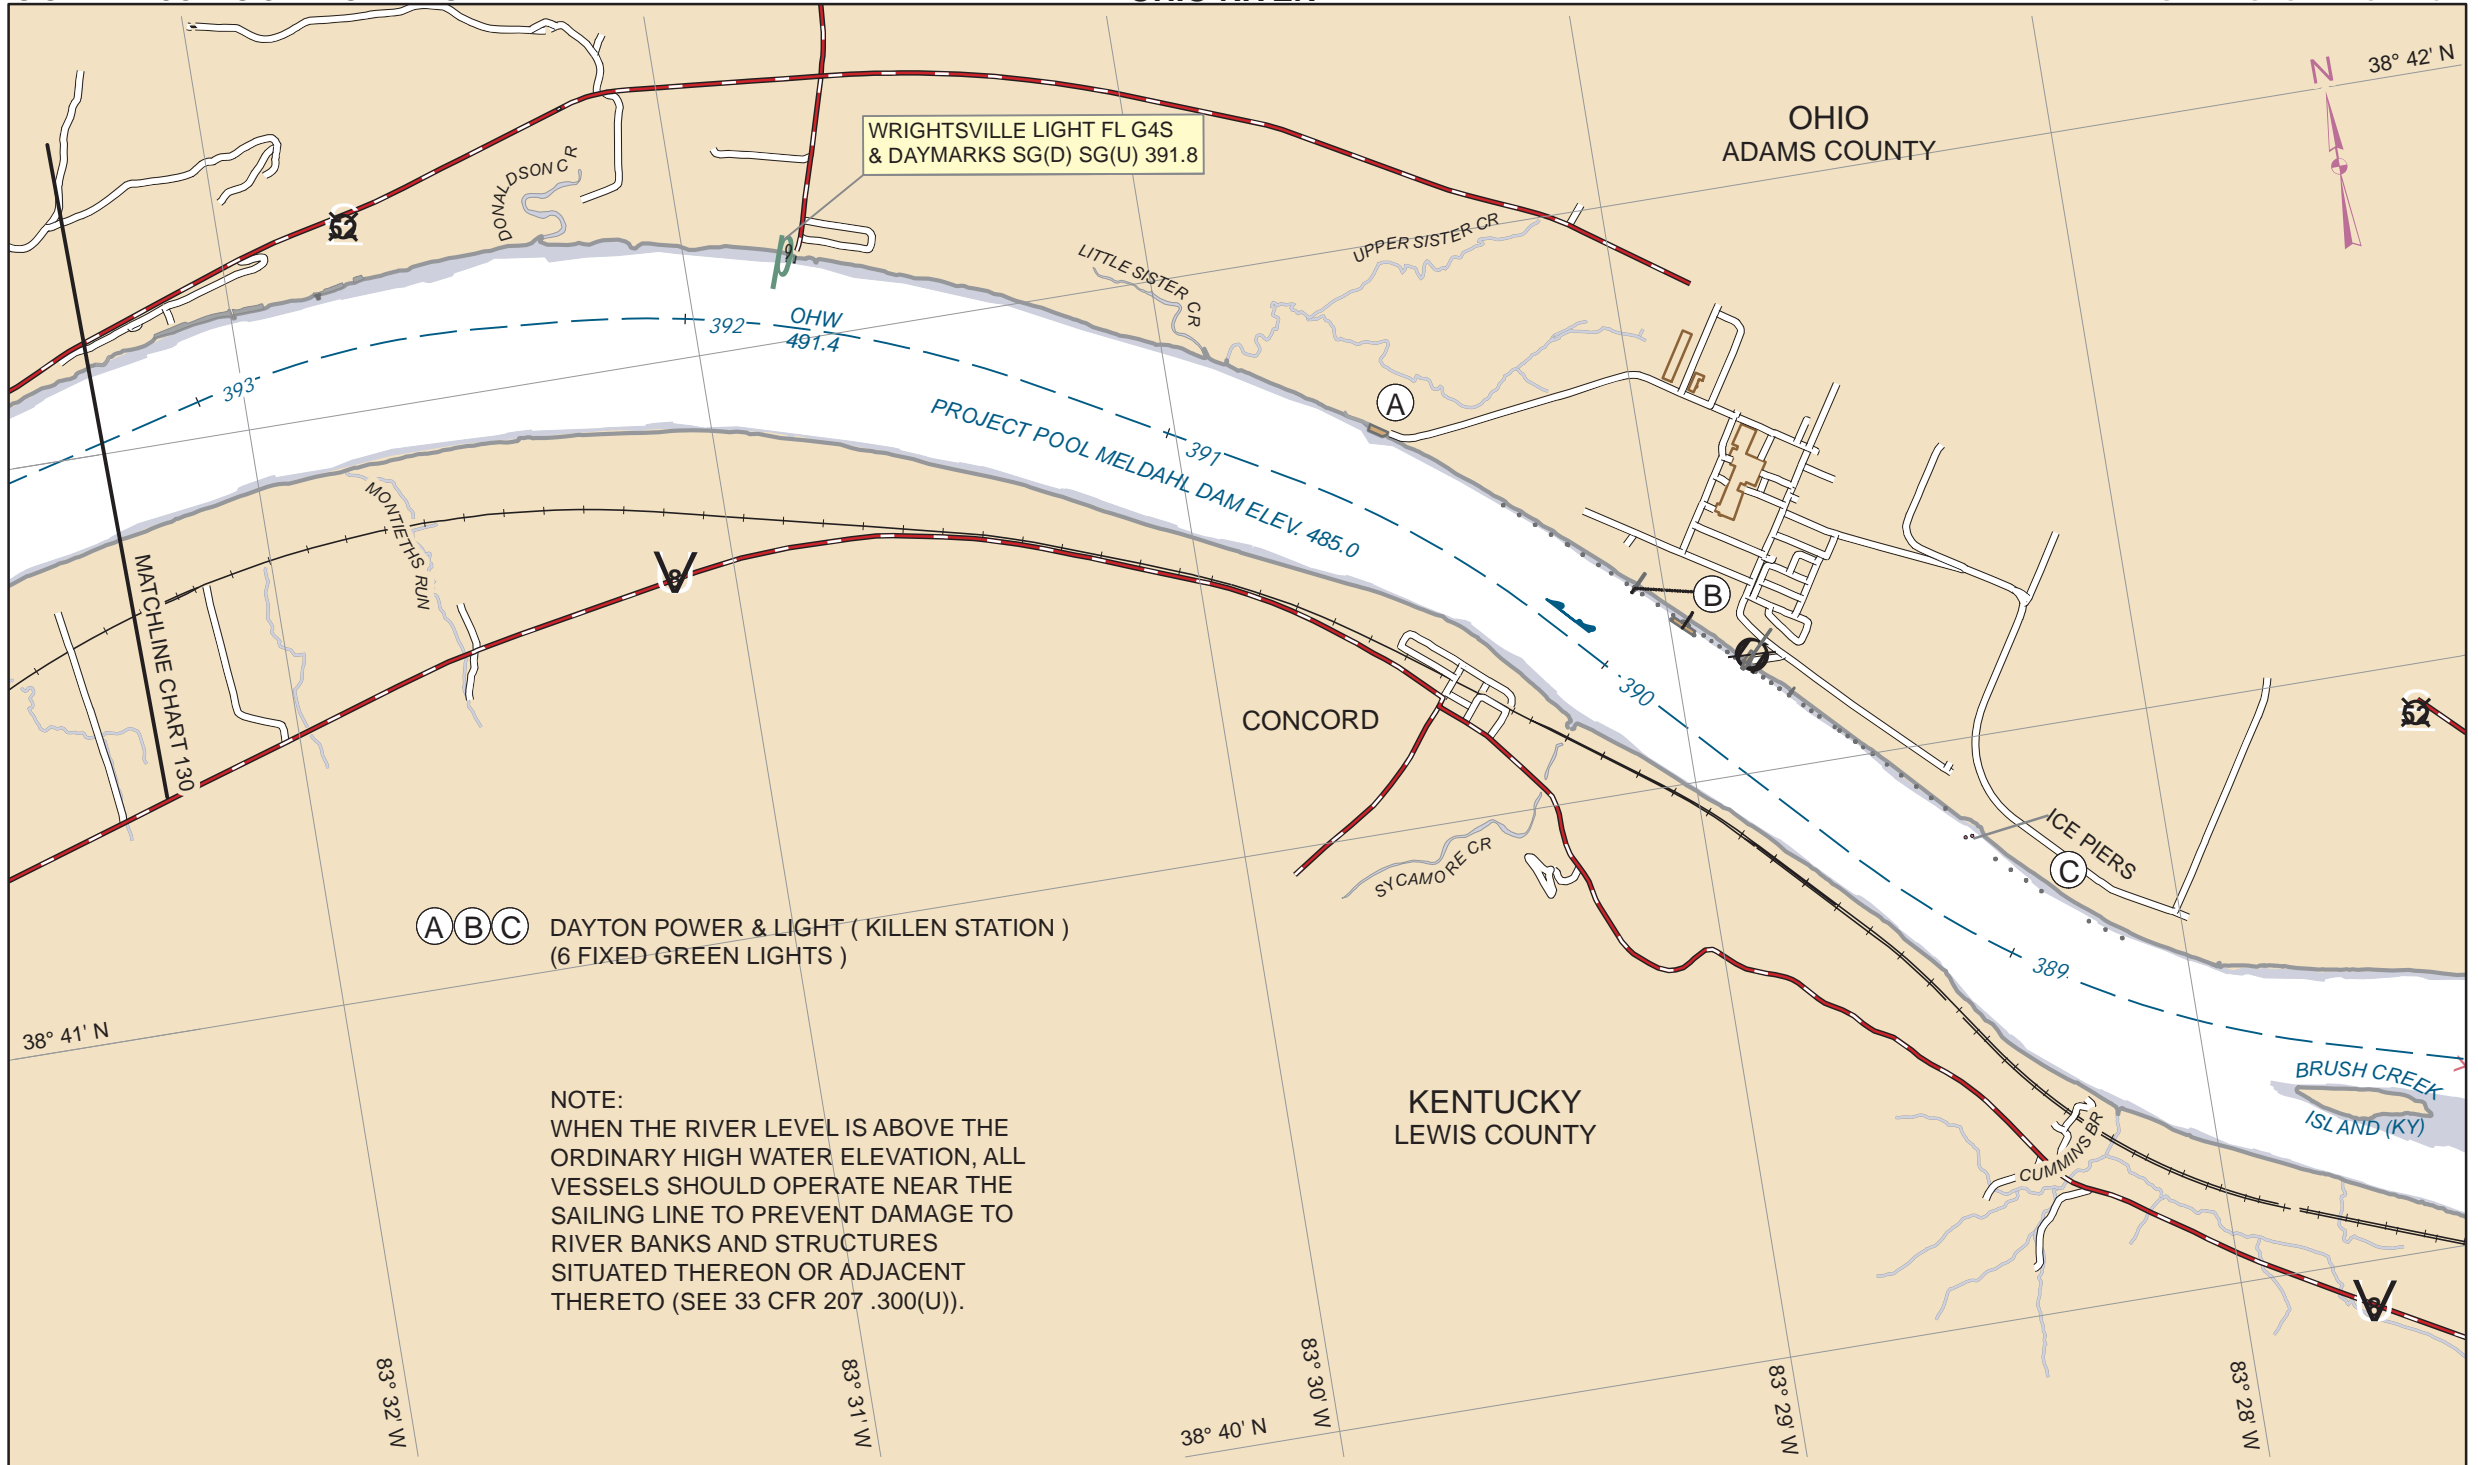 38° 42' N
N
OHIO
ADAMS COUNTY
WRIGHTSVILLE LIGHT FL G4S
& DAYMARKS SG(D) SG(U) 391.8
DONALDSON CR
52
9
LITTLE SISTER CR
UPPER SISTER CR
OHW
491.4
392
393
391
A
PROJECT POOL MELDAHL DAM ELEV. 485.0
MONTIETHS RUN
MATCHLINE CHART 130
8
B
390
CONCORD
52
ICE PIERS
C
SYCAMORE CR
A B C
DAYTON POWER & LIGHT ( KILLEN STATION )
(6 FIXED GREEN LIGHTS )
389
38° 41' N
BRUSH CREEK
ISLAND (KY)
KENTUCKY
LEWIS COUNTY
CUMMINS BR
NOTE:
WHEN THE RIVER LEVEL IS ABOVE THE
ORDINARY HIGH WATER ELEVATION, ALL
VESSELS SHOULD OPERATE NEAR THE
SAILING LINE TO PREVENT DAMAGE TO
RIVER BANKS AND STRUCTURES
SITUATED THEREON OR ADJACENT
THERETO (SEE 33 CFR 207 .300(U)).
8
83° 32' W
83° 31' W
83° 30' W
83° 29' W
83° 28' W
38° 40' N